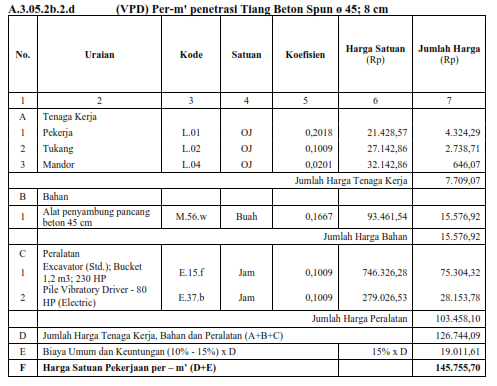 A.3.05.2b.2.d (VPD) Per-m' penetrasi Tiang Beton Spun ø 45; 8 cm
No. Uraian Kode Satuan Koefisien Harga Satuan (Rp) Jumlah Harga (Rp)
1 2 3 4 5 6 7
A Tenaga Kerja
1 Pekerja L.01 OJ 0,2018 21.428,57 4.324,29
2 Tukang L.02 OJ 0,1009 27.142,86 2.738,71
3 Mandor L.04 OJ 0,0201 32.142,86 646,07
Jumlah Harga Tenaga Kerja 7.709,07
B Bahan
1 Alat penyambung pancang beton 45 cm M.56.w Buah 0,1667 93.461,54 15.576,92
Jumlah Harga Bahan 15.576,92
C Peralatan
1 Excavator (Std.); Bucket 1,2 m3; 230 HP E.15.f Jam 0,1009 746.326,28 75.304,32
2 Pile Vibratory Driver - 80 HP (Electric) E.37.b Jam 0,1009 279.026,53 28.153,78
Jumlah Harga Peralatan 103.458,10
D Jumlah Harga Tenaga Kerja, Bahan dan Peralatan (A+B+C) 126.744,09
E Biaya Umum dan Keuntungan (10% - 15%) x D 15% x D 19.011,61
F Harga Satuan Pekerjaan per – m' (D+E) 145.755,70